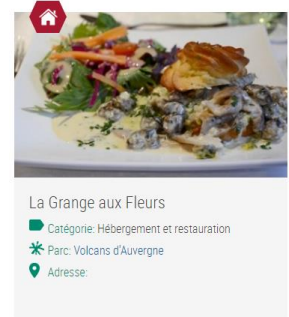 La Grange aux Fleurs
Catégorie: Hébergement et restauration
Parc: Volcans d'Auvergne
Adresse: